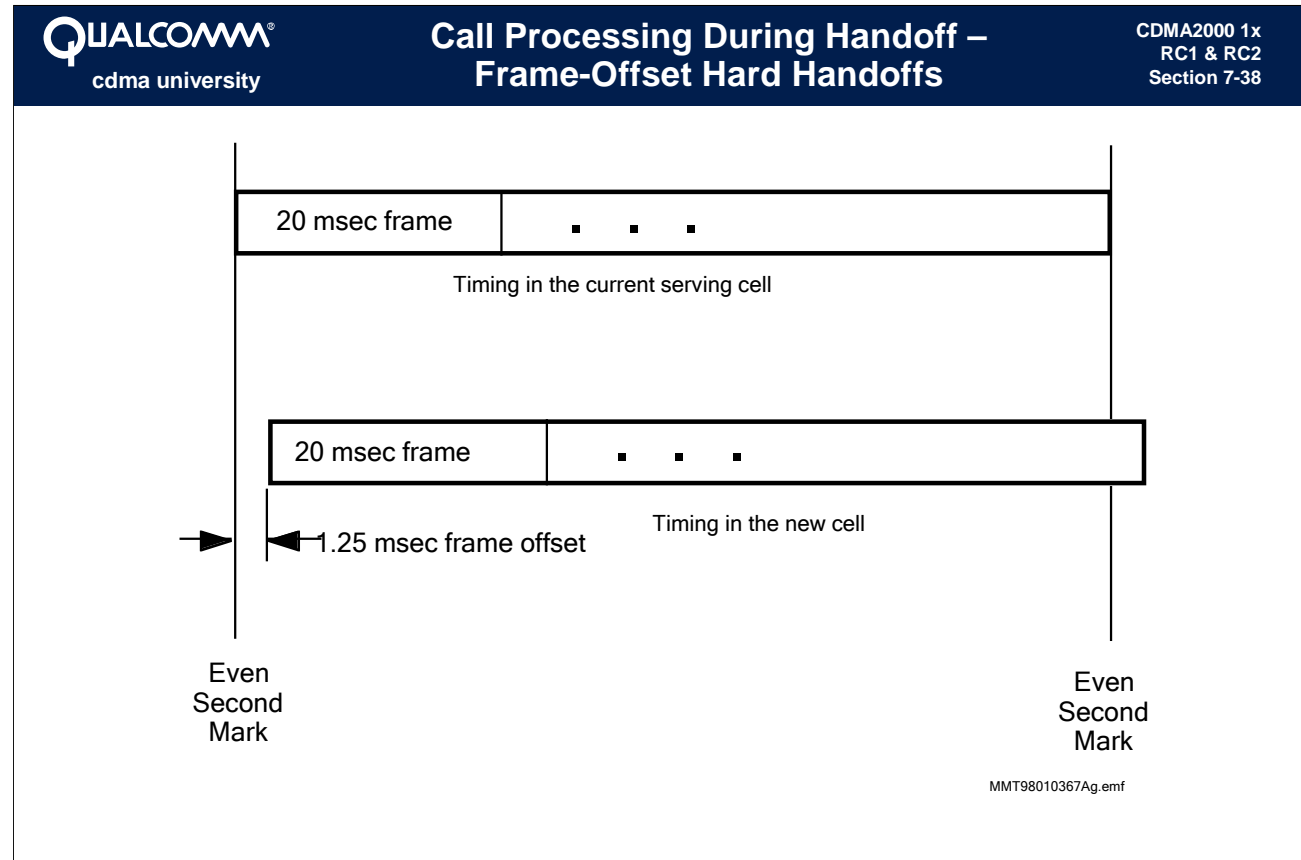 QUALCOMM®
cdma university
Call Processing During Handoff –
Frame-Offset Hard Handoffs
CDMA2000 1x
RC1 & RC2
Section 7-38
20 msec frame
. . .
Timing in the current serving cell
20 msec frame
. . .
Timing in the new cell
1.25 msec frame offset
Even
Second
Mark
Even
Second
Mark
MMT98010367Ag.emf